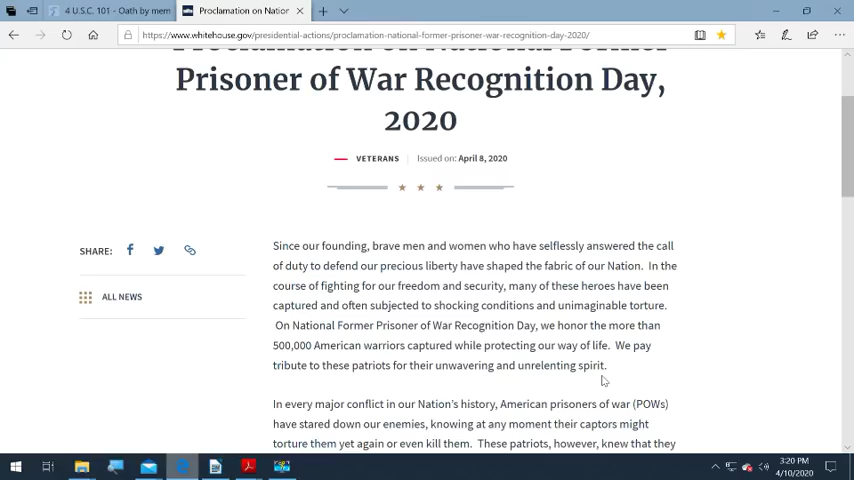 4 U.S.C. 101 - Oath by mem
Proclamation on Nation
https://www.whitehouse.gov/presidential-actions/proclamation-national-former-prisoner-war-recognition-day-2020/
Proclamation on National Former
Prisoner of War Recognition Day,
2020
VETERANS
Issued on: April 8, 2020
SHARE:
ALL NEWS
Since our founding, brave men and women who have selflessly answered the call
of duty to defend our precious liberty have shaped the fabric of our Nation. In the
course of fighting for our freedom and security, many of these heroes have been
captured and often subjected to shocking conditions and unimaginable torture.
On National Former Prisoner of War Recognition Day, we honor the more than
500,000 American warriors captured while protecting our way of life. We pay
tribute to these patriots for their unwavering and unrelenting spirit.
In every major conflict in our Nation’s history, American prisoners of war (POWs)
have stared down our enemies, knowing at any moment their captors might
torture them yet again or even kill them. These patriots, however, knew that they
3:20 PM
4/10/2020